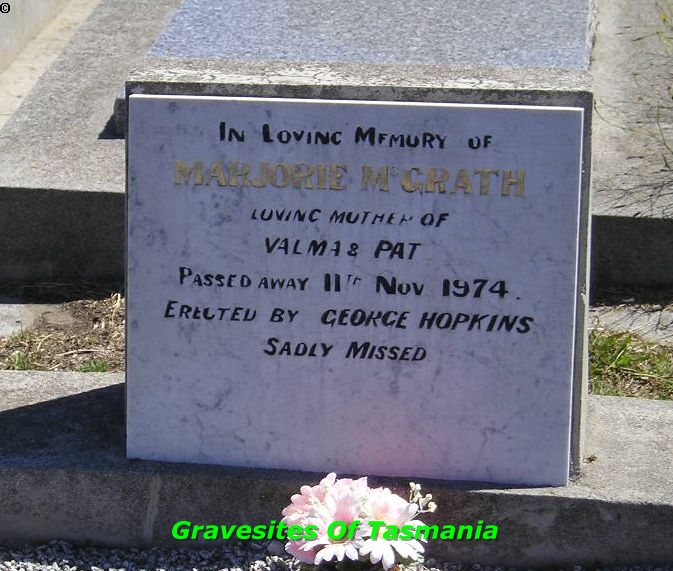 ©
IN LOVING MEMORY OF
MARJORIE McGRATH
LOVING MOTHER OF
VALMA & PAT
PASSED AWAY 11TH NOV 1974.
ERECTED BY GEORGE HOPKINS
SADLY MISSED
Gravesites Of Tasmania